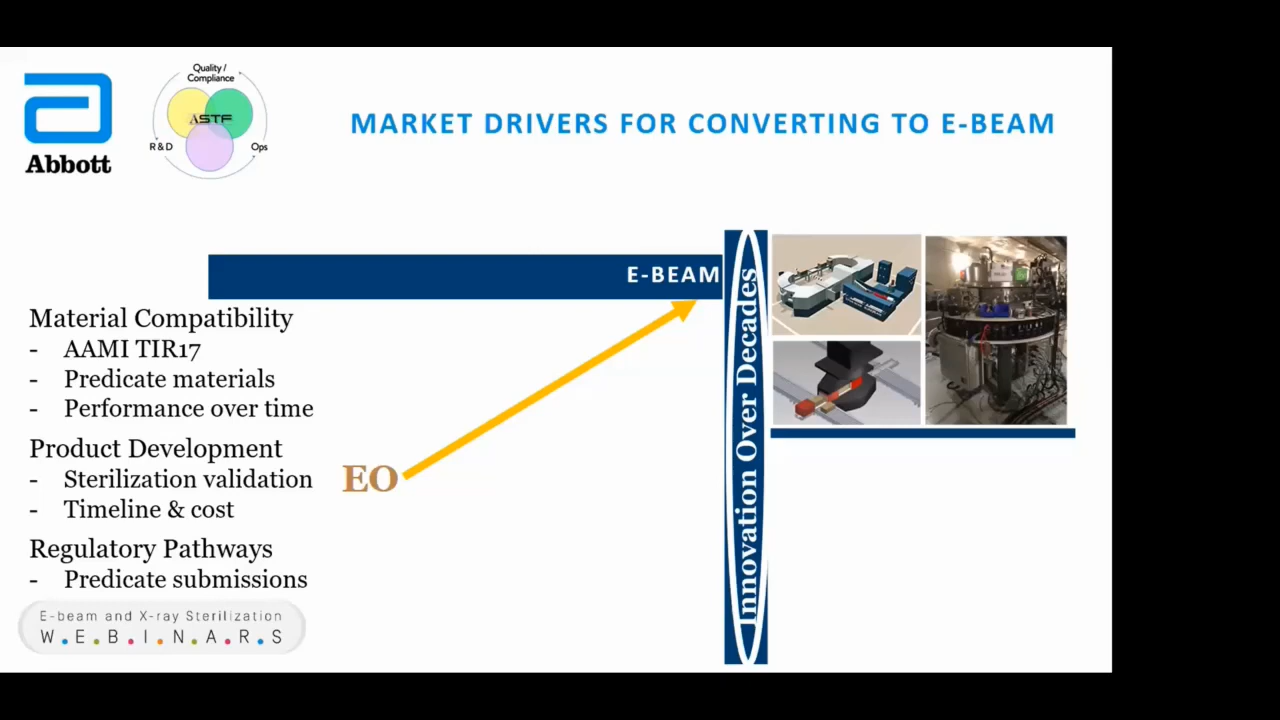 Abbott
Quality /
Compliance
ASTF
R&D
Ops
MARKET DRIVERS FOR CONVERTING TO E-BEAM
E-BEAM
Innovation Over Decades
Material Compatibility
- AAMI TIR17
- Predicate materials
- Performance over time
Product Development
- Sterilization validation
- Timeline & cost
EO
Regulatory Pathways
- Predicate submissions
E-beam and X-ray Sterilization
W.E.B.I.N.A.R.S